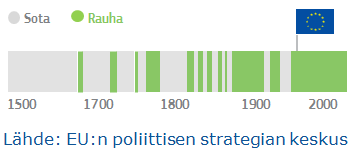 Sota Rauha
1500 1700 1800 1900 2000
Lähde: EU:n poliittisen strategian keskus